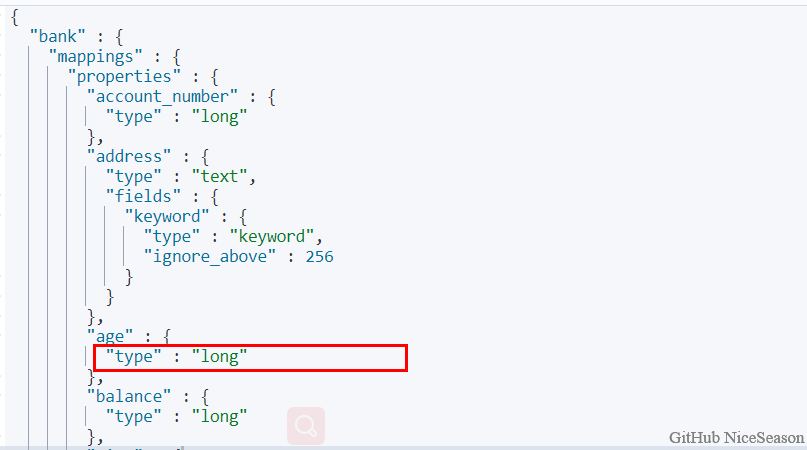 {
  "bank" : {
    "mappings" : {
      "properties" : {
        "account_number" : {
          "type" : "long"
        },
        "address" : {
          "type" : "text",
          "fields" : {
            "keyword" : {
              "type" : "keyword",
              "ignore_above" : 256
            }
          }
        },
        "age" : {
          "type" : "long"
        },
        "balance" : {
          "type" : "long"
        },
GitHub NiceSeason